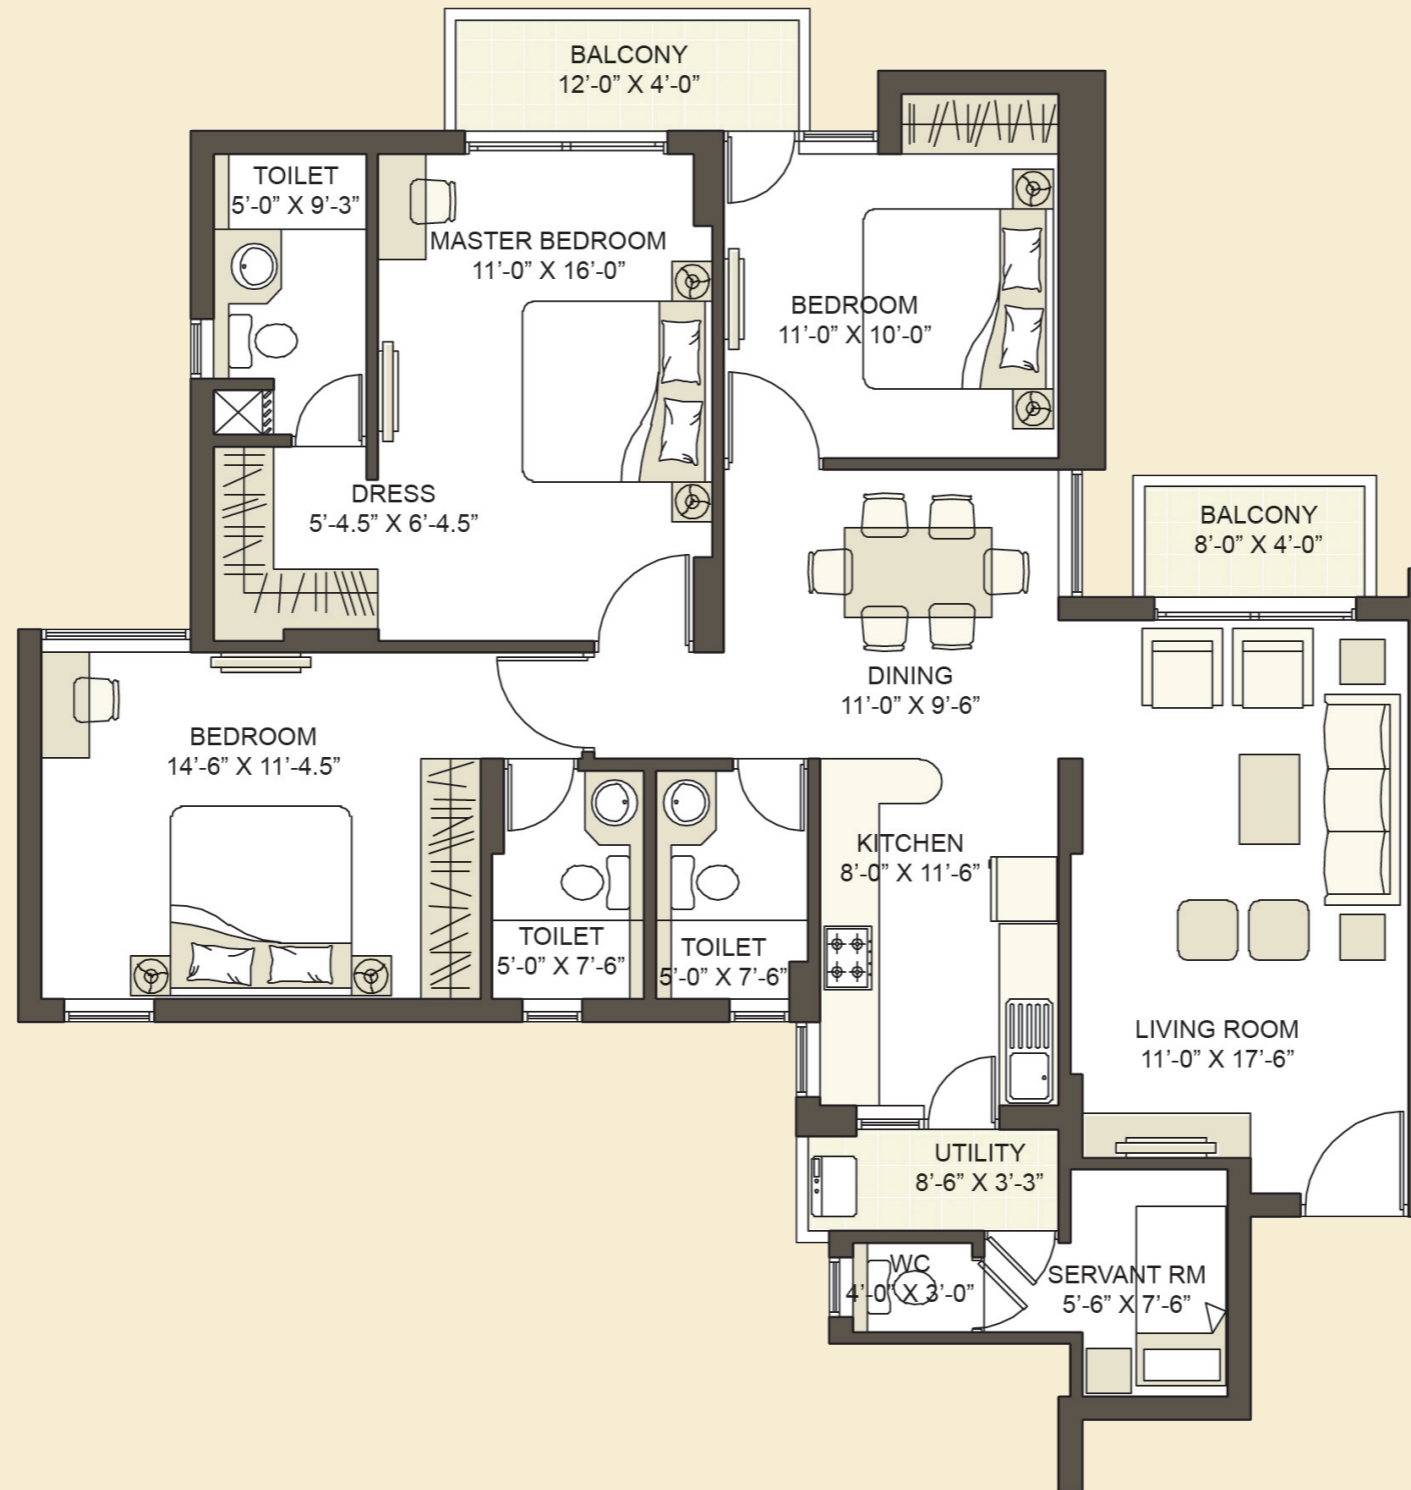 BALCONY
12’-0” X 4’-0”
TOILET
5’-0” X 9’-3”
MASTER BEDROOM
11’-0” X 16’-0”
BEDROOM
11’-0” X 10’-0”
DRESS
5’-4.5” X 6’-4.5”
BALCONY
8’-0” X 4’-0”
DINING
11’-0” X 9’-6”
BEDROOM
14’-6” X 11’-4.5”
KITCHEN
8’-0” X 11’-6”
TOILET
5’-0” X 7’-6”
TOILET
5’-0” X 7’-6”
LIVING ROOM
11’-0” X 17’-6”
UTILITY
8’-6” X 3’-3”
WC
4’-0” X 3’-0”
SERVANT RM
5’-6” X 7’-6”